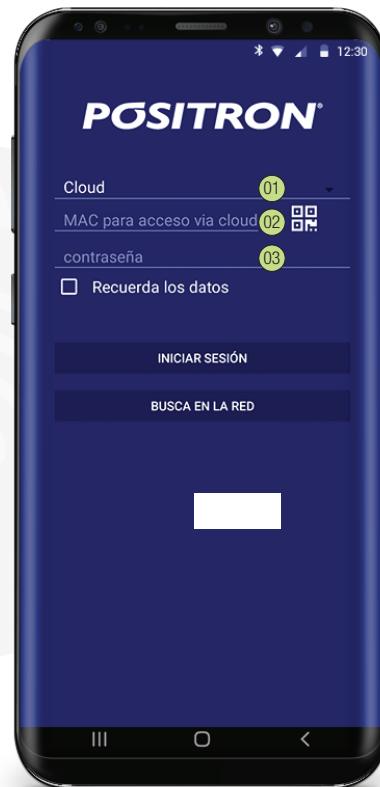 12:30
PÓSITRON®
Cloud 01
MAC para acceso via cloud 02
contraseña 03
Recuerda los datos
INICIAR SESIÓN
BUSCA EN LA RED